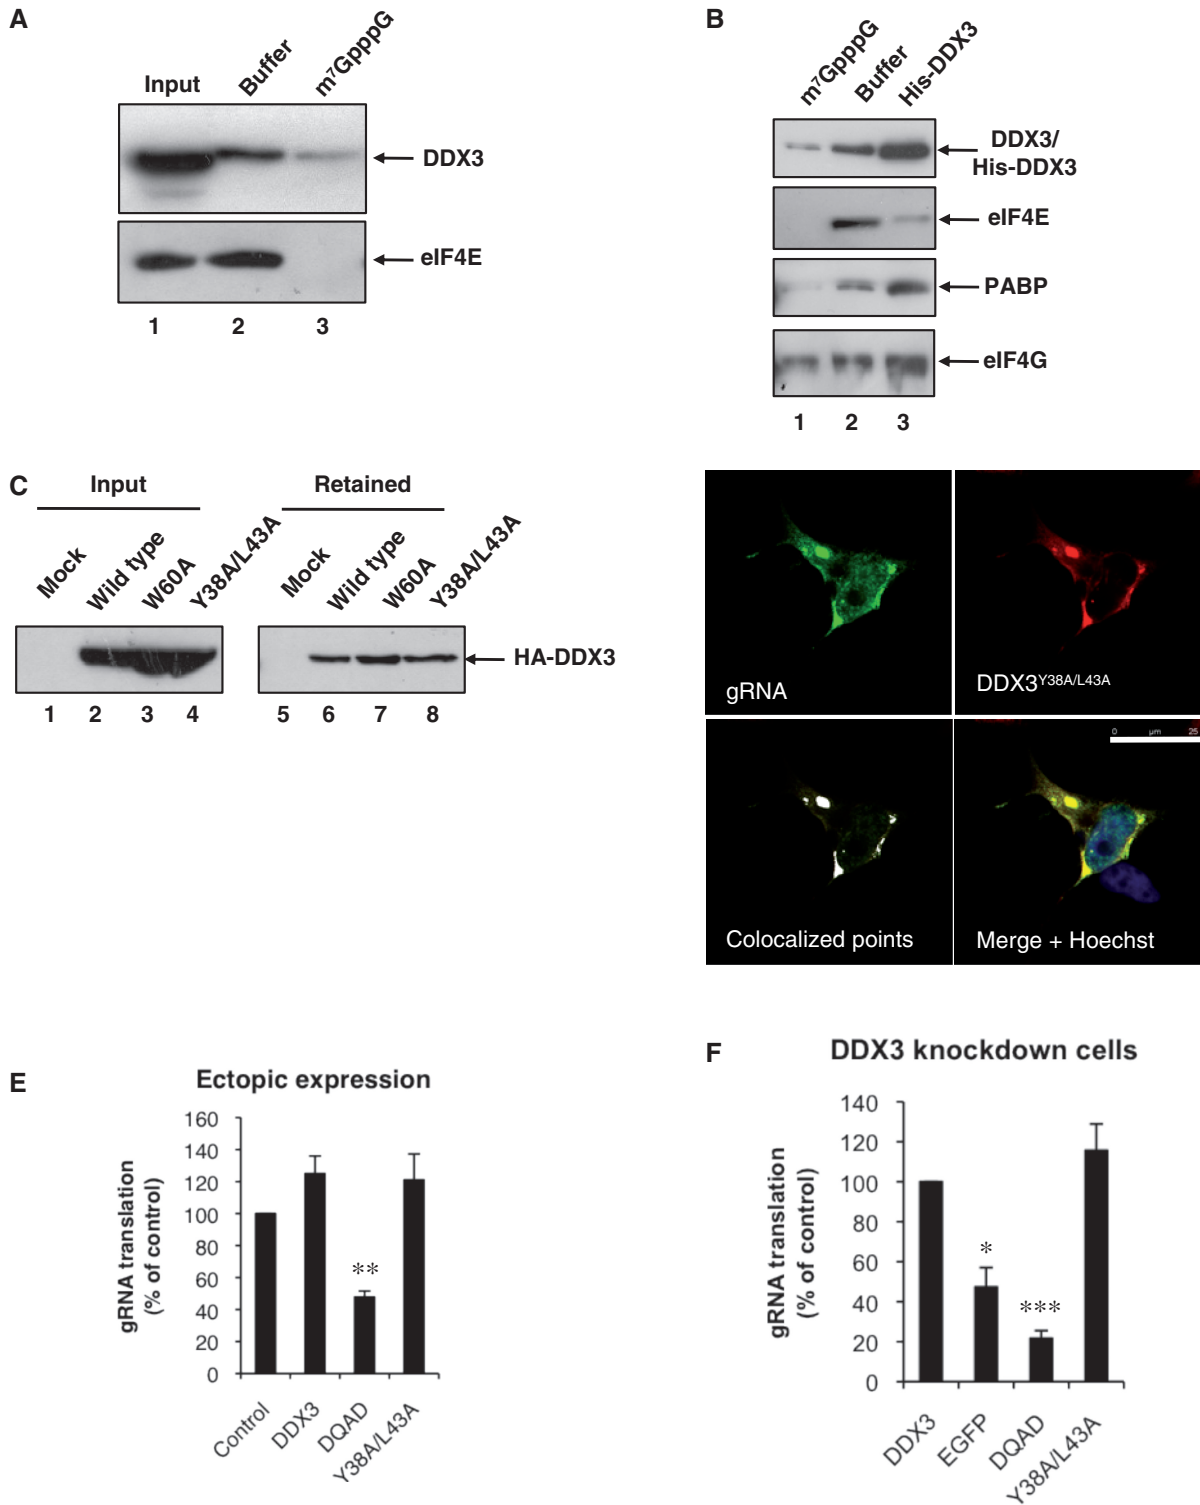 A
Input
Buffer
m⁷GpppG
DDX3
eIF4E
1 2 3
B
m⁷GpppG
Buffer
His-DDX3
DDX3/
His-DDX3
eIF4E
PABP
eIF4G
1 2 3
C
Input
Retained
Mock
Wild type
W60A
Y38A/L43A
Mock
Wild type
W60A
Y38A/L43A
HA-DDX3
1 2 3 4
5 6 7 8
gRNA
DDX3Y38A/L43A
0 µm 25
Colocalized points
Merge + Hoechst
E
Ectopic expression
gRNA translation
(% of control)
160
140
120
100
80
60
40
20
0
**
Control
DDX3
DQAD
Y38A/L43A
F
DDX3 knockdown cells
gRNA translation
(% of control)
140
120
100
80
60
40
20
0
*
***
DDX3
EGFP
DQAD
Y38A/L43A